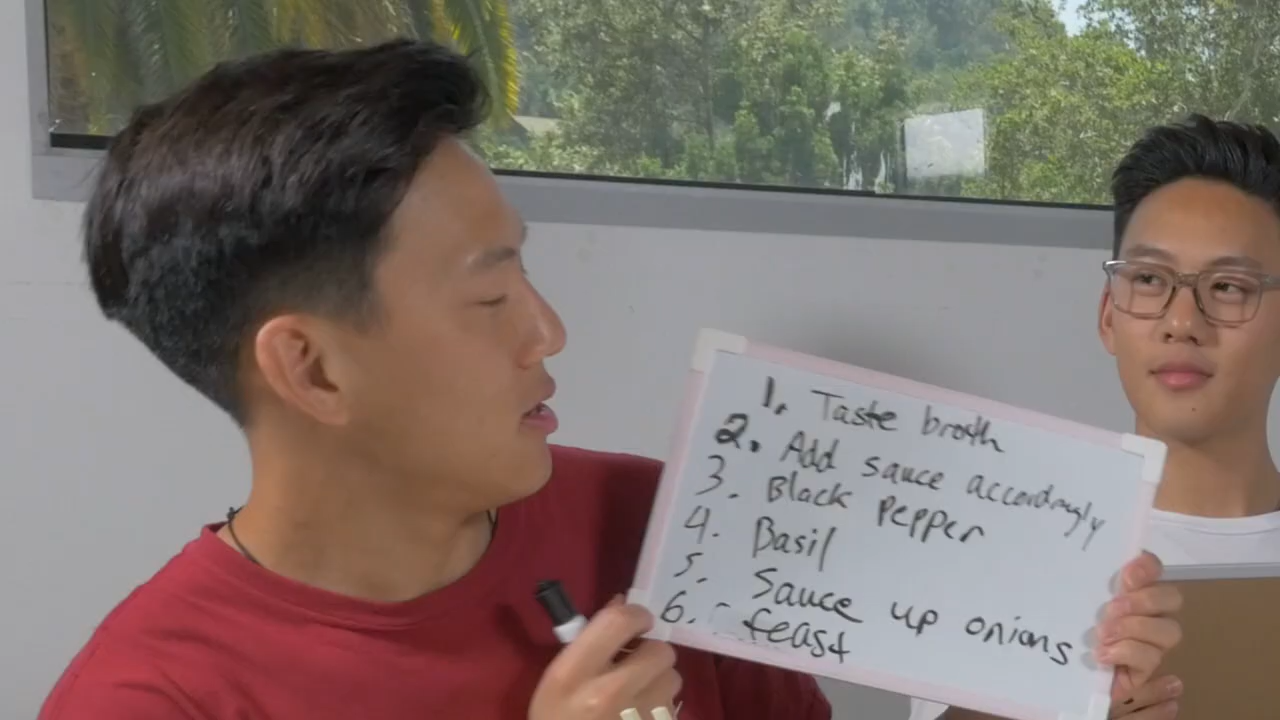 1. Taste broth
2. Add sauce accordingly
3. Black Pepper
4. Basil
5. Sauce up onions
6. feast